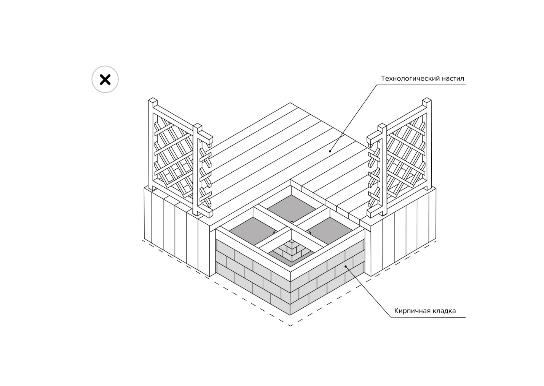 Технологический настил
Кирпичная кладка